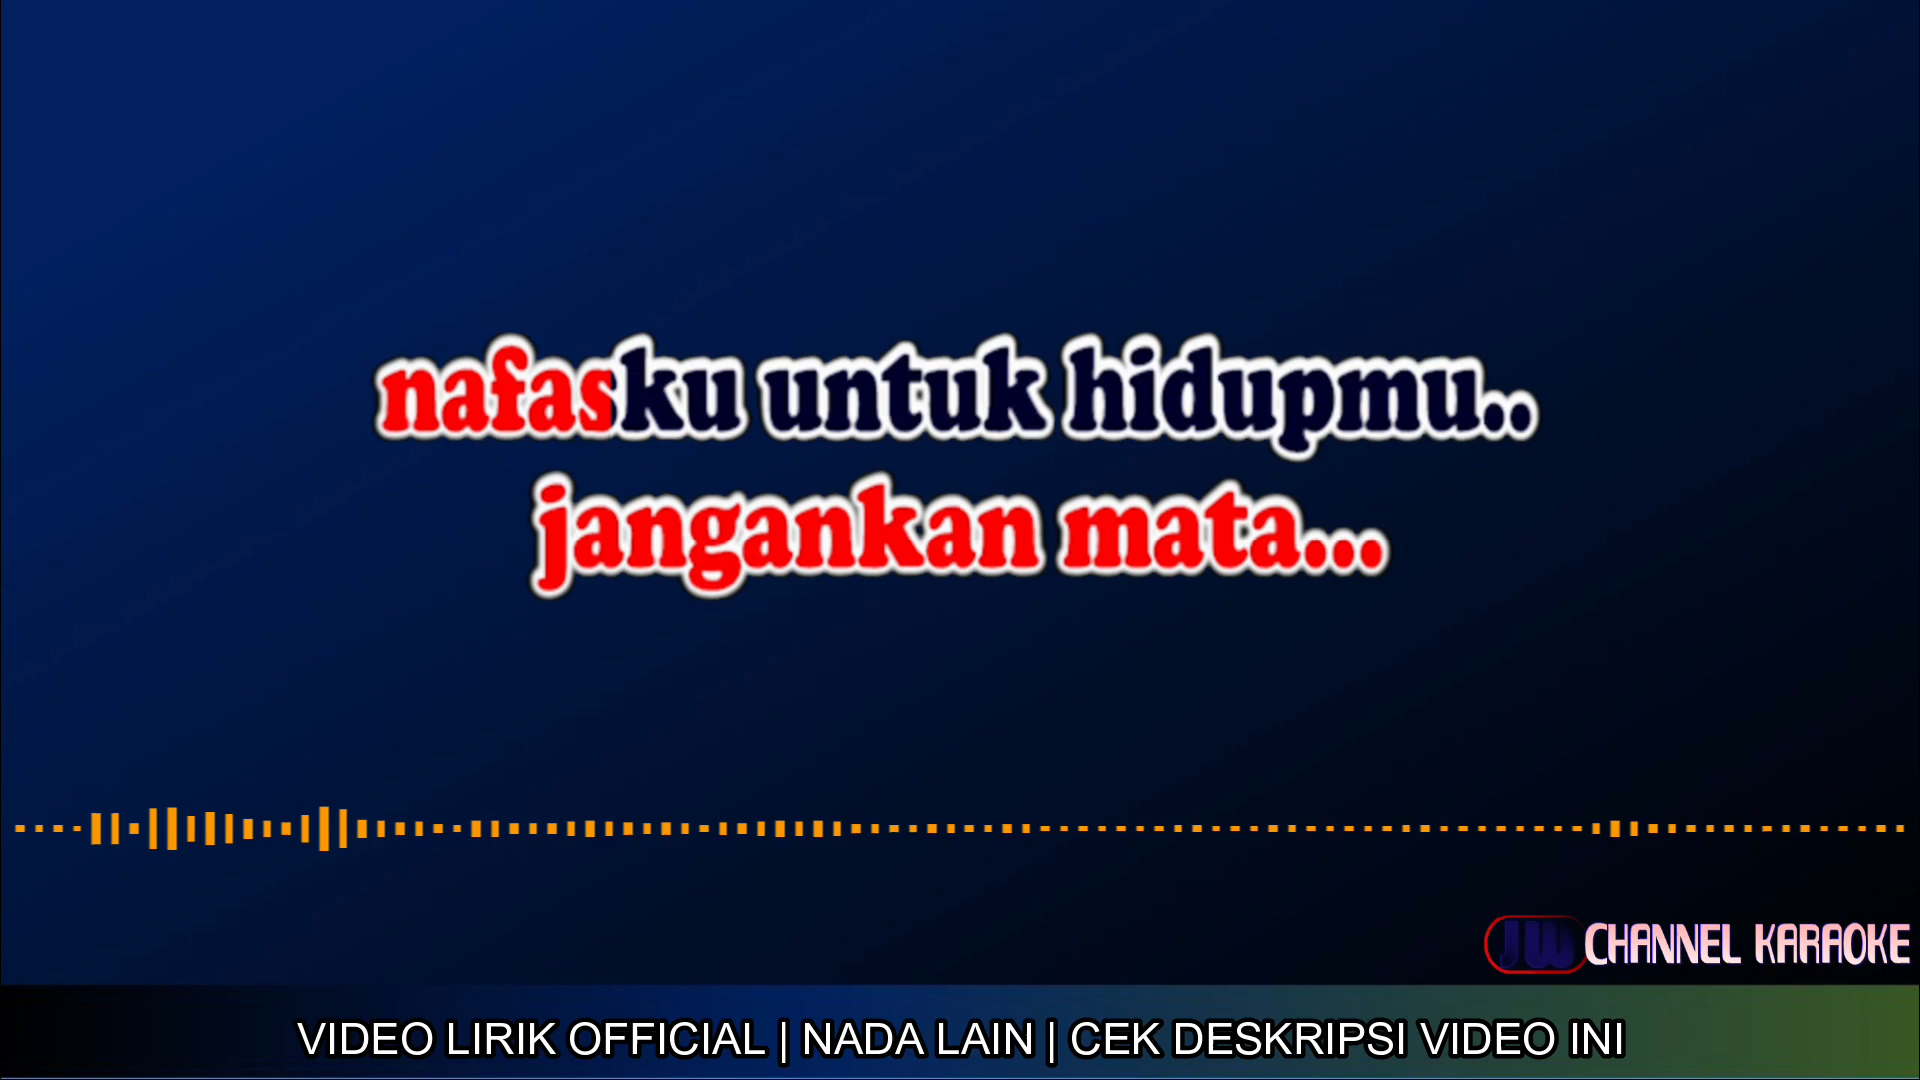 nafasku untuk hidupmu..
jangankan mata...
JW CHANNEL KARAOKE
VIDEO LIRIK OFFICIAL | NADA LAIN | CEK DESKRIPSI VIDEO INI